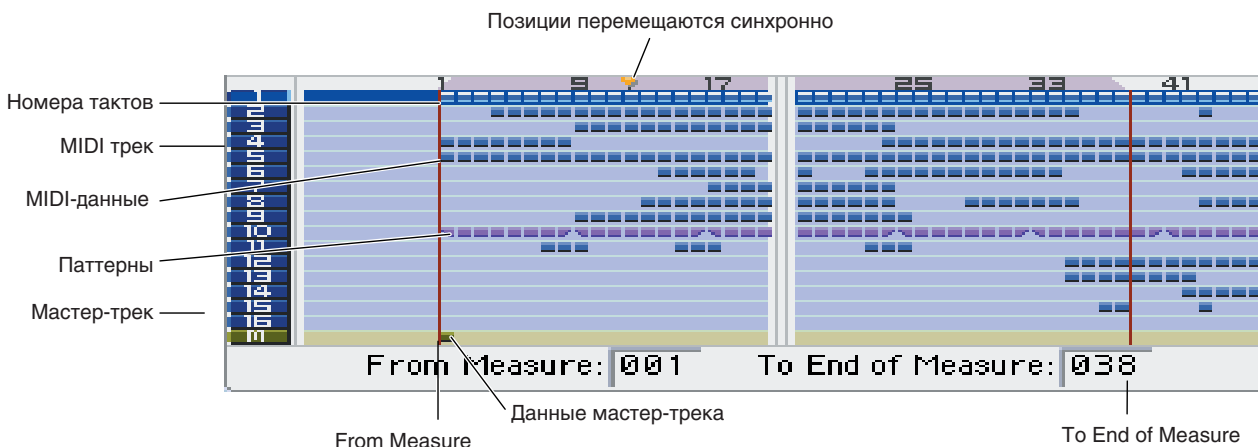 Позиции перемещаются синхронно
1 9 17 25 33 41
Номера тактов
MIDI трек
MIDI-данные
Паттерны
Мастер-трек
1
2
3
4
5
6
7
8
9
10
11
12
13
14
15
16
M
From Measure: 001 To End of Measure: 038
Данные мастер-трека
From Measure
To End of Measure